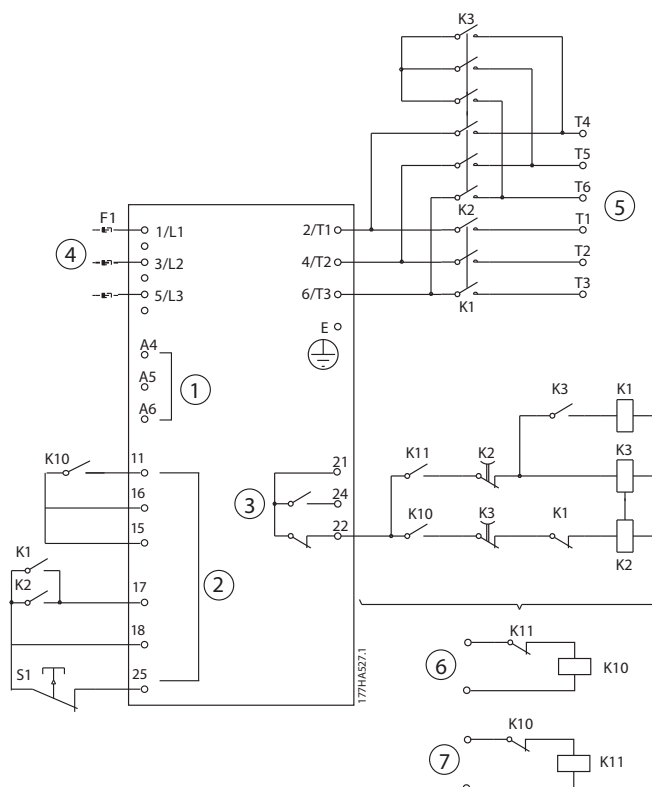 K3
T4
T5
T6
K2
5
F1
1/L1
2/T1
T1
4
3/L2
4/T2
T2
5/L3
6/T3
T3
K1
E
A4
A5
1
A6
K3
K1
K10
11
21
K11
K2
K3
16
3
24
15
22
K10
K3
K1
K2
K1
K2
17
2
18
S1
25
177HA527.1
6
K11
K10
7
K10
K11